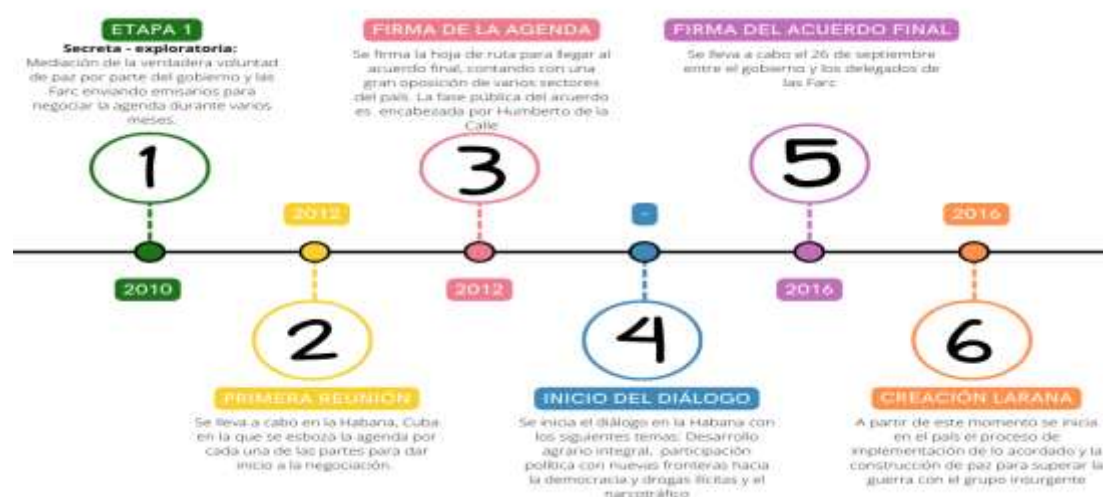 ETAPA 1
Secreta - exploratoria:
Mediación de la verdadera voluntad
de paz por parte del gobierno y las
Farc enviando emisarios para
negociar la agenda durante varios
meses.
1
2010
2012
2
PRIMERA REUNIÓN
Se lleva a cabo en la Habana, Cuba
en la que se esboza la agenda por
cada una de las partes para dar
inicio a la negociación.
FIRMA DE LA AGENDA
Se firma la hoja de ruta para llegar al
acuerdo final, contando con una
gran oposición de varios sectores
del país. La fase pública del acuerdo
es encabezada por Humberto de la
Calle
3
2012
-
4
INICIO DEL DIÁLOGO
Se inicia el diálogo en la Habana con
los siguientes temas: Desarrollo
agrario integral, participación
política con nuevas fronteras hacia
la democracia y drogas ilícitas y el
narcotráfico
FIRMA DEL ACUERDO FINAL
Se lleva a cabo el 26 de septiembre
entre el gobierno y los delegados de
las Farc
5
2016
2016
6
CREACIÓN LARANA
A partir de este momento se inicia
en el país el proceso de
implementación de lo acordado y la
construcción de paz para superar la
guerra con el grupo insurgente